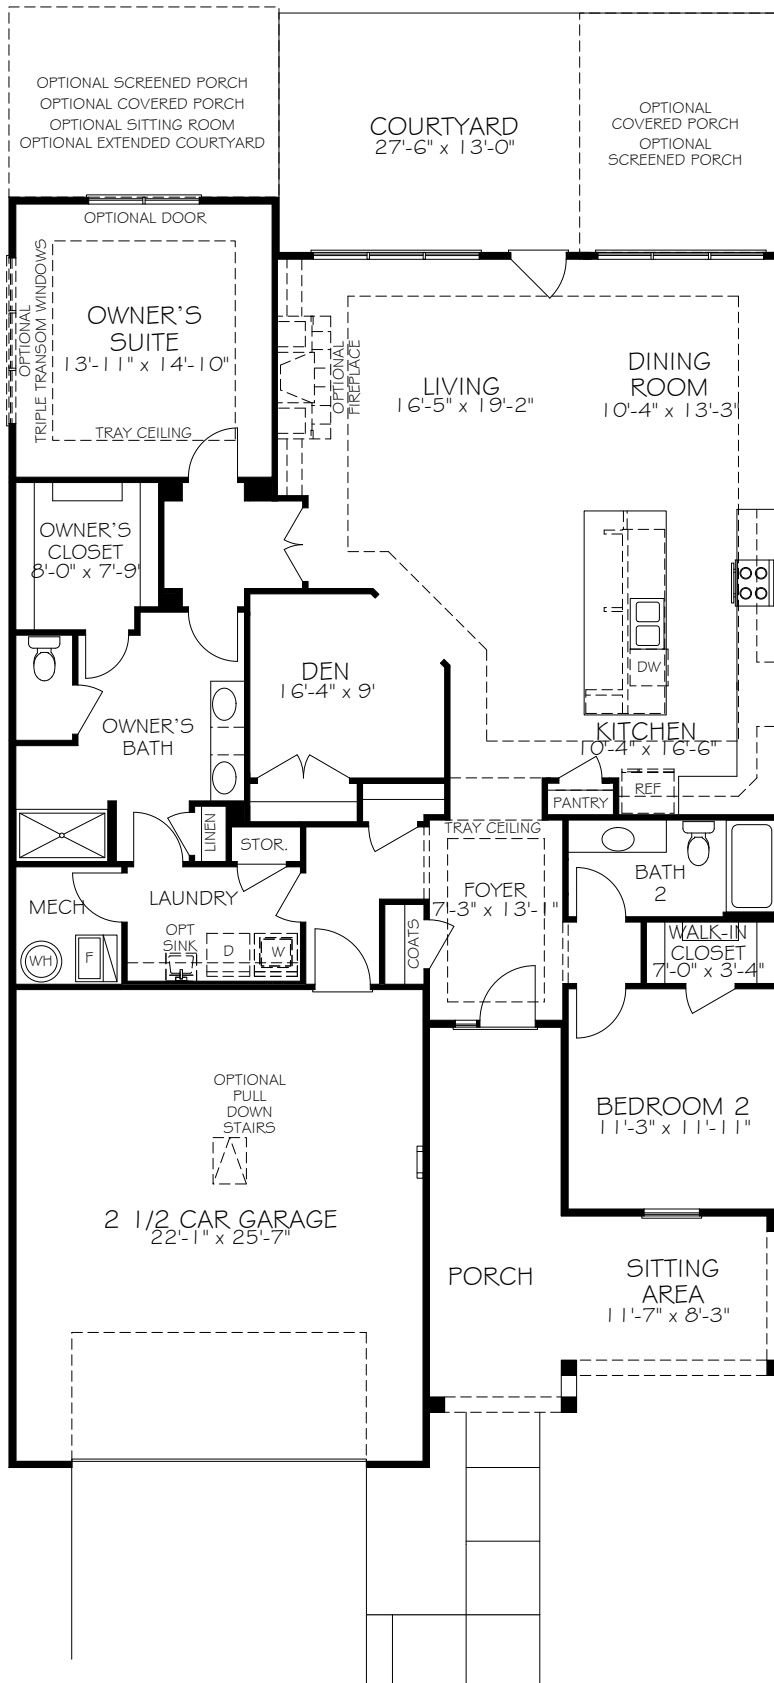 OPTIONAL SCREENED PORCH
OPTIONAL COVERED PORCH
OPTIONAL SITTING ROOM
OPTIONAL EXTENDED COURTYARD
COURTYARD
27'-6" x 13'-0"
OPTIONAL
COVERED PORCH
OPTIONAL
SCREENED PORCH
OPTIONAL DOOR
OPTIONAL
TRIPLE TRANSOM WINDOWS
OWNER'S
SUITE
13'-11" x 14'-10"
TRAY CEILING
OPTIONAL
FIREPLACE
LIVING
16'-5" x 19'-2"
DINING
ROOM
10'-4" x 13'-3'
OWNER'S
CLOSET
8'-0" x 7'-9'
DEN
16'-4" x 9'
DW
OWNER'S
BATH
KITCHEN
10'-4" x 16'-6"
REF
PANTRY
LINEN
STOR.
TRAY CEILING
BATH
2
MECH
LAUNDRY
FOYER
7'-3" x 13'-1"
OPT
SINK
D
W
WH
F
COATS
WALK-IN
CLOSET
7'-0" x 3'-4"
OPTIONAL
PULL
DOWN
STAIRS
BEDROOM 2
11'-3" x 11'-11"
2 1/2 CAR GARAGE
22'-1" x 25'-7"
PORCH
SITTING
AREA
11'-7" x 8'-3"